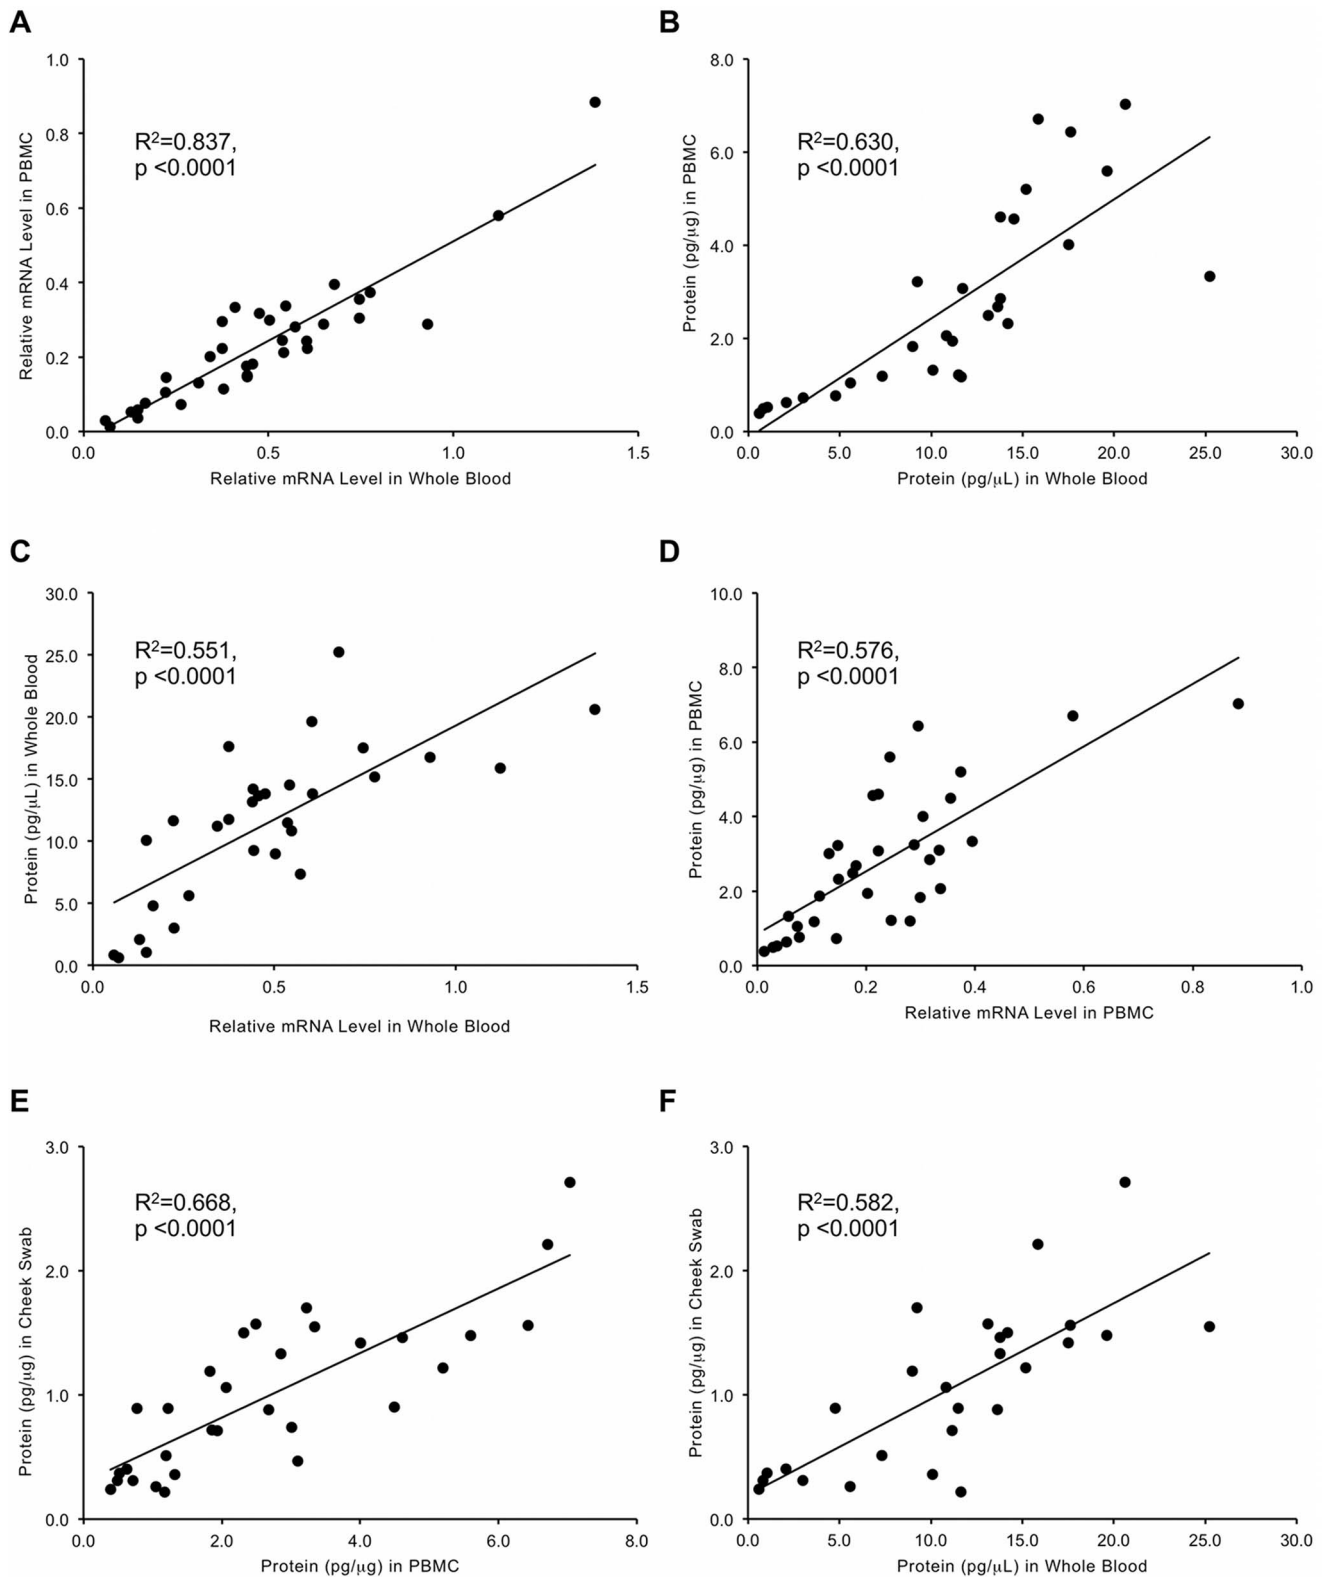 A
1.0
0.8
0.6
0.4
0.2
0.0
Relative mRNA Level in PBMC
R²=0.837,
p <0.0001
0.0 0.5 1.0 1.5
Relative mRNA Level in Whole Blood
B
8.0
6.0
4.0
2.0
0.0
Protein (pg/μg) in PBMC
R²=0.630,
p <0.0001
0.0 5.0 10.0 15.0 20.0 25.0 30.0
Protein (pg/μL) in Whole Blood
C
30.0
25.0
20.0
15.0
10.0
5.0
0.0
Protein (pg/μL) in Whole Blood
R²=0.551,
p <0.0001
0.0 0.5 1.0 1.5
Relative mRNA Level in Whole Blood
D
10.0
8.0
6.0
4.0
2.0
0.0
Protein (pg/μg) in PBMC
R²=0.576,
p <0.0001
0.0 0.2 0.4 0.6 0.8 1.0
Relative mRNA Level in PBMC
E
3.0
2.0
1.0
0.0
Protein (pg/μg) in Cheek Swab
R²=0.668,
p <0.0001
0.0 2.0 4.0 6.0 8.0
Protein (pg/μg) in PBMC
F
3.0
2.0
1.0
0.0
Protein (pg/μg) in Cheek Swab
R²=0.582,
p <0.0001
0.0 5.0 10.0 15.0 20.0 25.0 30.0
Protein (pg/μL) in Whole Blood